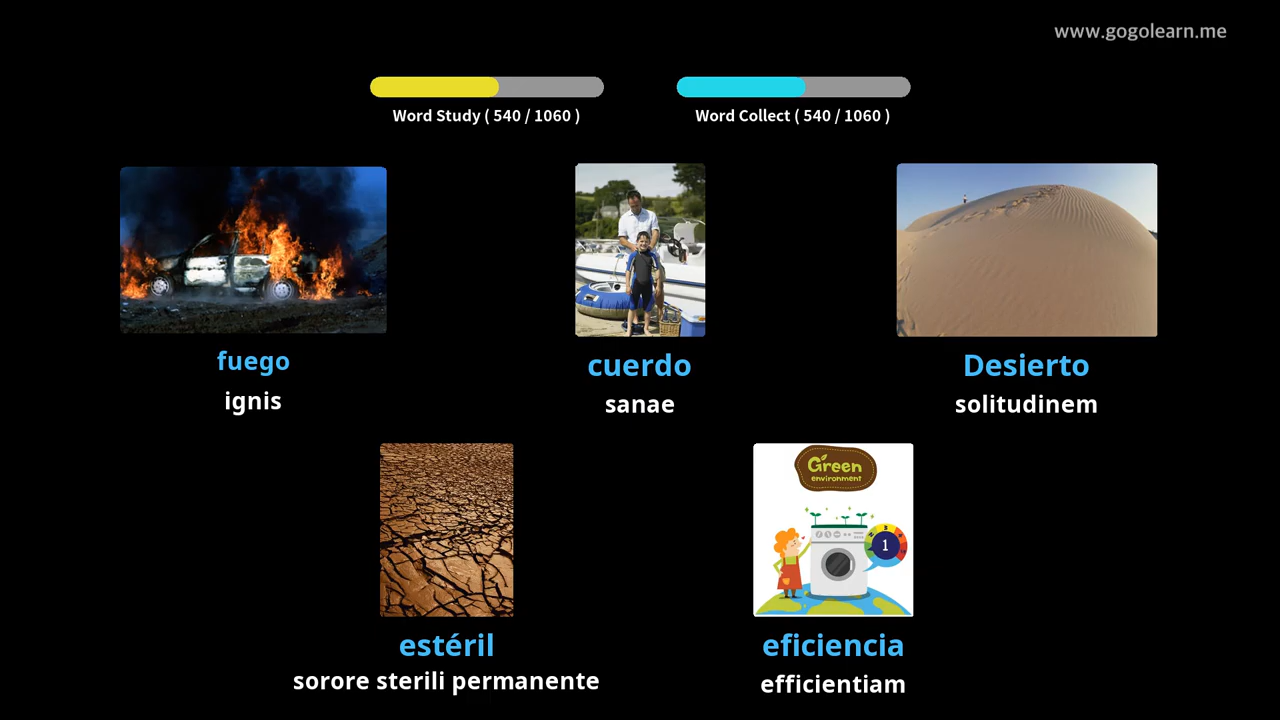 www.gogolearn.me
Word Study ( 540 / 1060 )
Word Collect ( 540 / 1060 )
fuego
ignis
cuerdo
sanae
Desierto
solitudinem
Green
environment
1
estéril
sorore sterili permanente
eficiencia
efficientiam